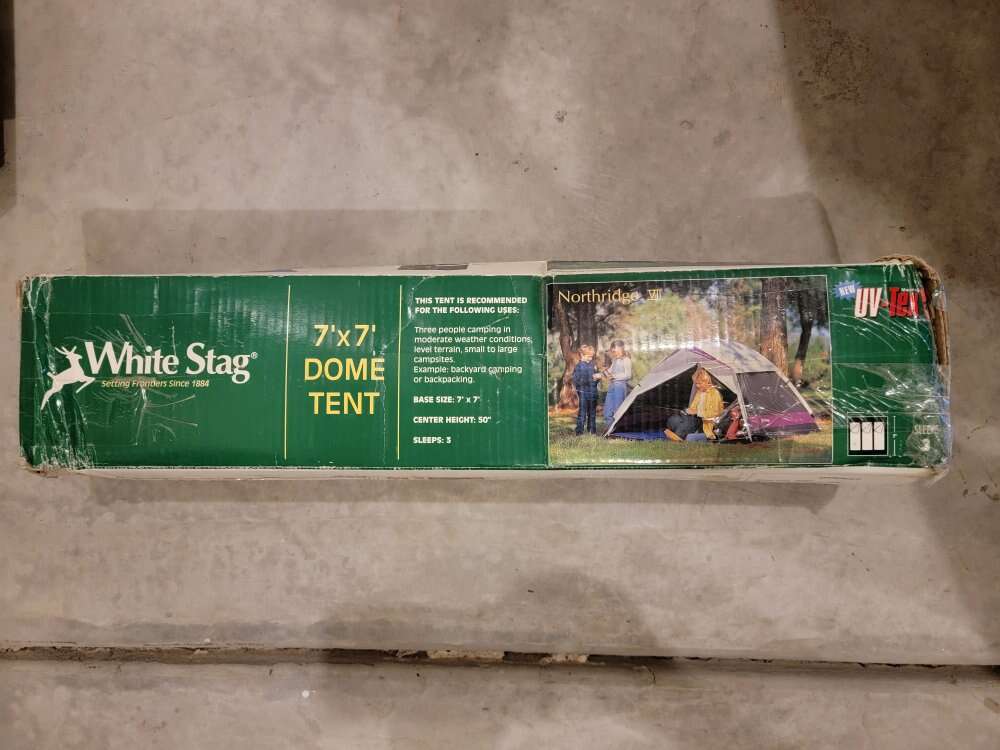 White Stag®
Setting Frontiers Since 1884
7'x 7'
DOME
TENT
THIS TENT IS RECOMMENDED
FOR THE FOLLOWING USES:
Three people camping in
moderate weather conditions,
level terrain, small to large
campsites.
Example: backyard camping
or backpacking.
BASE SIZE: 7' x 7'
CENTER HEIGHT: 50"
SLEEPS: 3
Northridge VII
NEW
UV-Tex!
SLEEPS
3